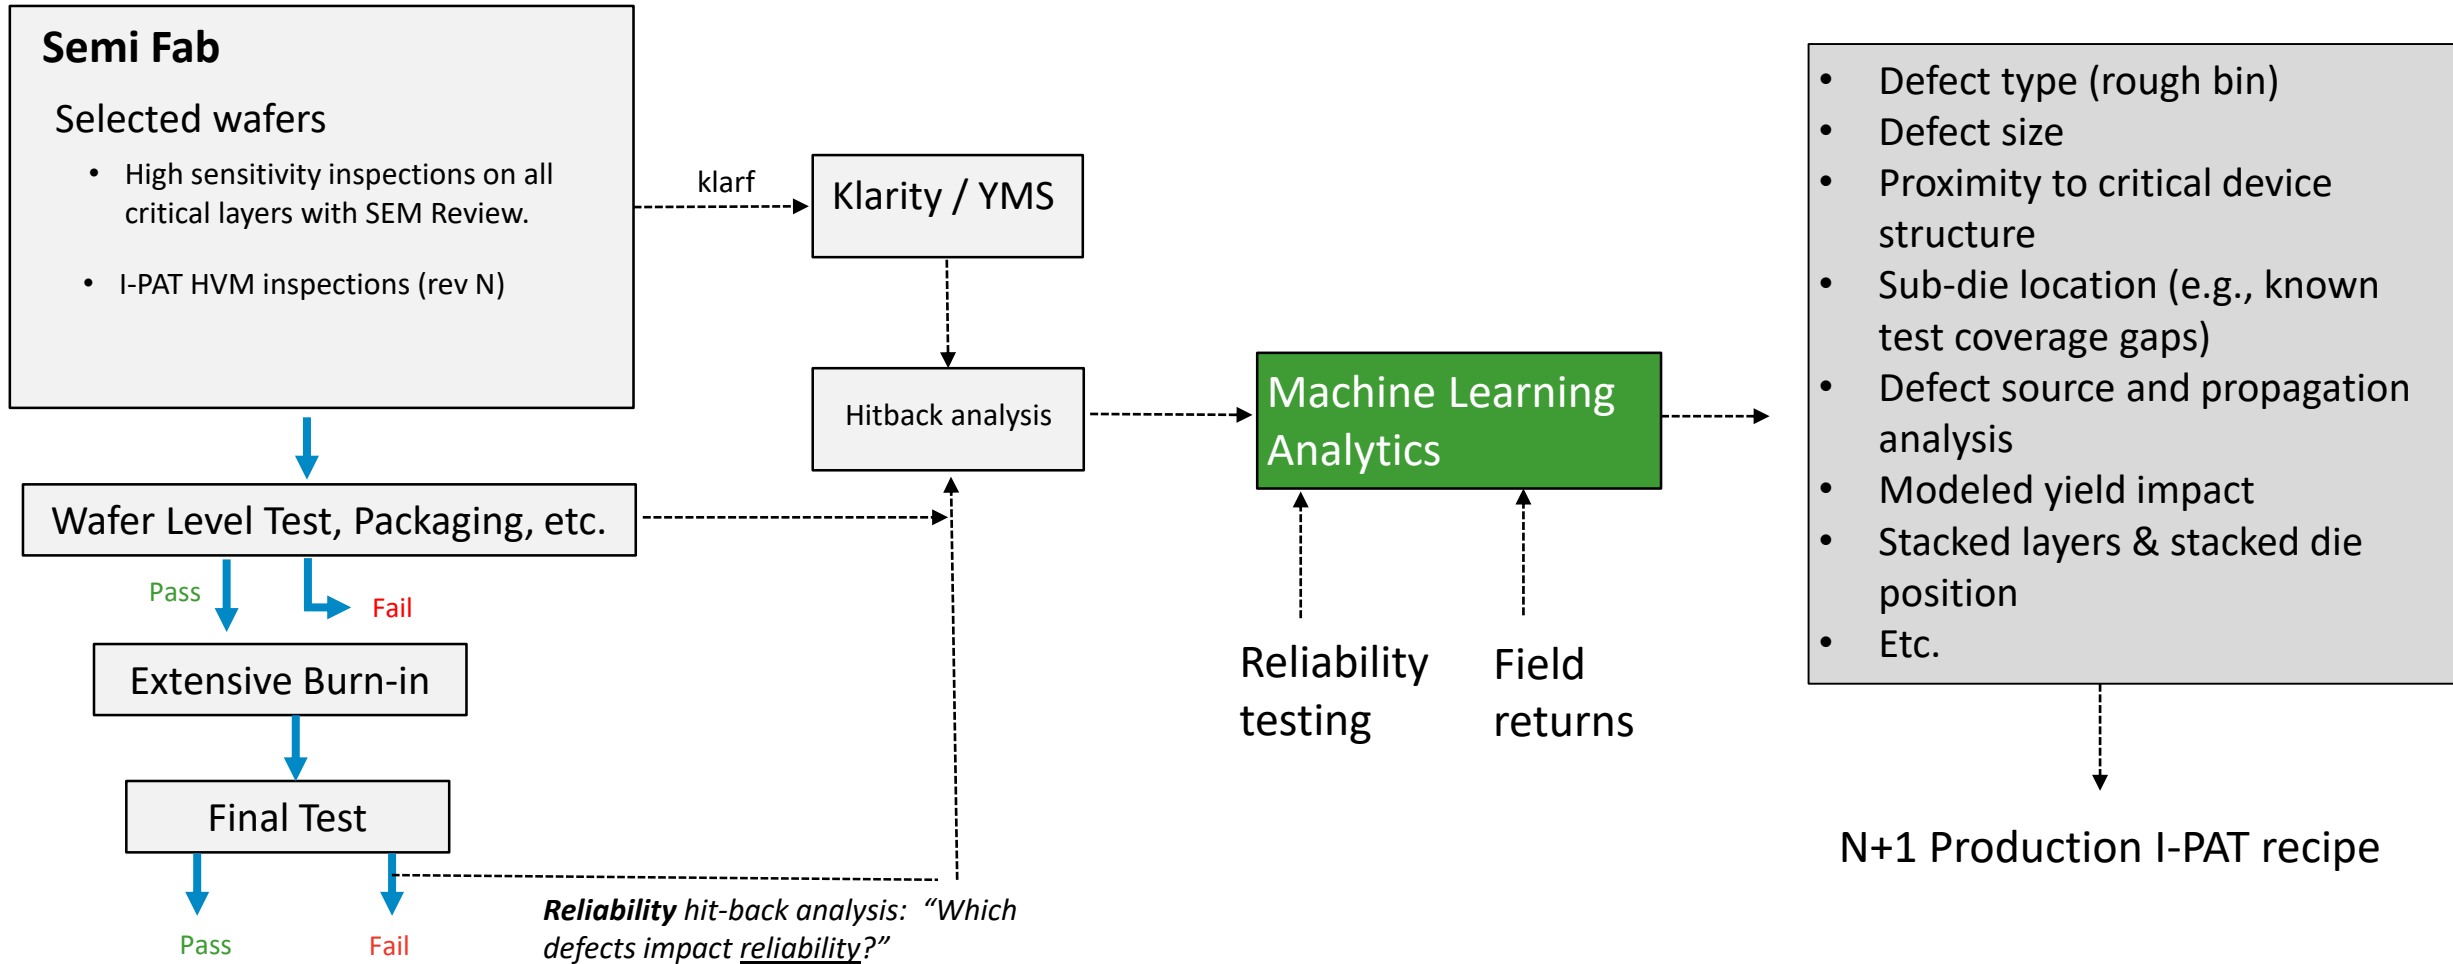 Semi Fab
Selected wafers
• High sensitivity inspections on all
critical layers with SEM Review.
• I-PAT HVM inspections (rev N)
klarf
Klarity / YMS
Hitback analysis
Wafer Level Test, Packaging, etc.
Pass
Fail
Extensive Burn-in
Final Test
Pass
Fail
Reliability hit-back analysis: “Which
defects impact reliability?”
Machine Learning
Analytics
Reliability
testing
Field
returns
• Defect type (rough bin)
• Defect size
• Proximity to critical device
structure
• Sub-die location (e.g., known
test coverage gaps)
• Defect source and propagation
analysis
• Modeled yield impact
• Stacked layers & stacked die
position
• Etc.
N+1 Production I-PAT recipe